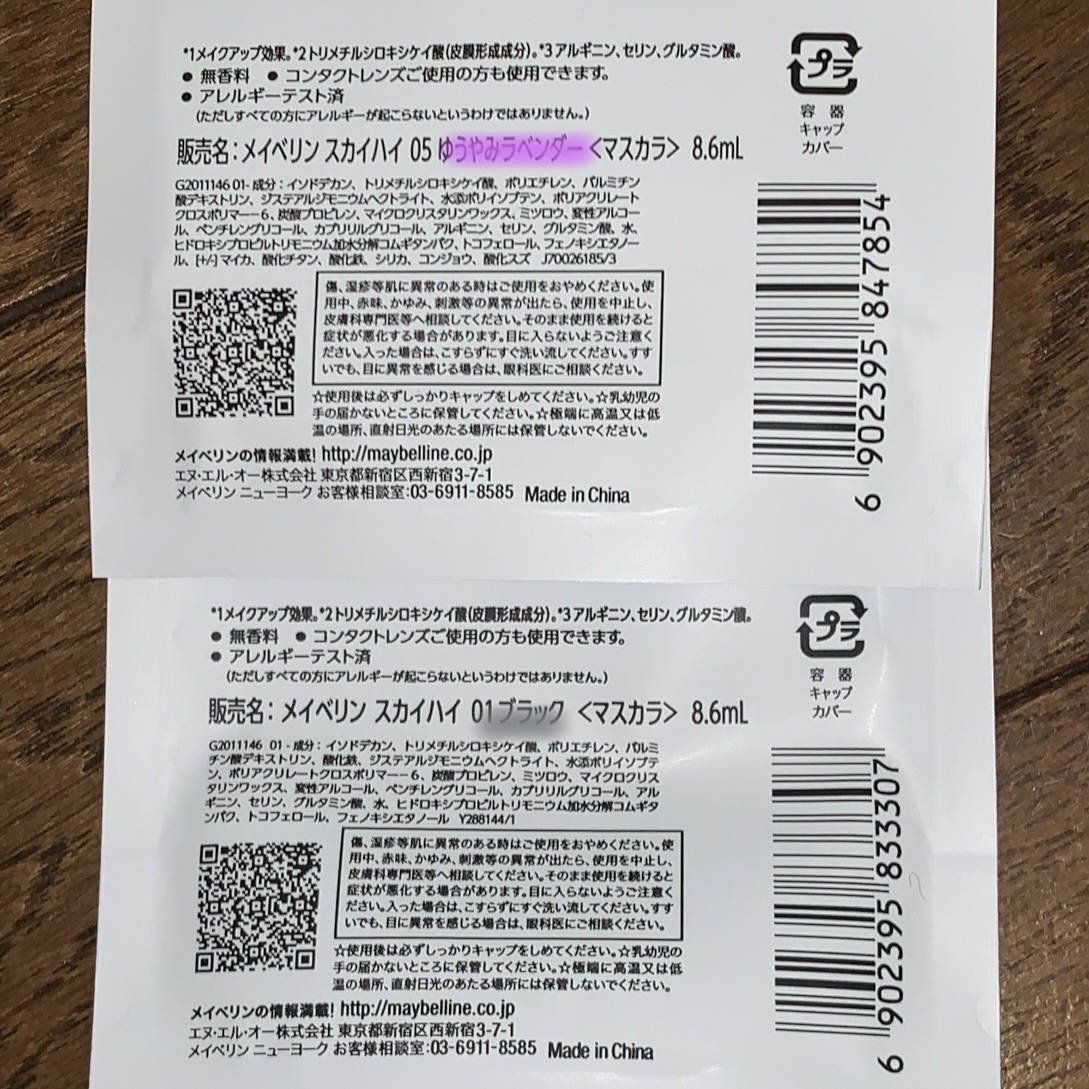 *1メイクアップ効果。*2トリメチルシロキシケイ酸(皮膜形成成分)。*3アルギニン、セリン、グルタミン酸。
● 無香料 ● コンタクトレンズご使用の方も使用できます。
● アレルギーテスト済
(ただしすべての方にアレルギーが起こらないというわけではありません。)
プラ
容 器
キャップ
カバー
販売名:メイベリン スカイハイ 05 ゆうやみラベンダー <マスカラ> 8.6mL
G2011146 01- 成分:イソドデカン、トリメチルシロキシケイ酸、ポリエチレン、パルミチン
酸デキストリン、ジステアルジモニウムヘクトライト、水添ポリイソブテン、ポリアクリレート
クロスポリマー-6、炭酸プロピレン、マイクロクリスタリンワックス、ミツロウ、変性アルコー
ル、ペンチレングリコール、カプリリルグリコール、アルギニン、セリン、グルタミン酸、水、
ヒドロキシプロピルトリモニウム加水分解コムギタンパク、トコフェロール、フェノキシエタノー
ル、[+/-]マイカ、酸化チタン、酸化鉄、シリカ、コンジョウ、酸化スズ J70026185/3
傷、湿疹等肌に異常のある時はご使用をおやめください。使
用中、赤味、かゆみ、刺激等の異常が出たら、使用を中止し、
皮膚科専門医等へ相談してください。そのまま使用を続けると
症状が悪化する場合があります。目に入らないようご注意く
ださい。入った場合は、こすらずにすぐ洗い流してください。すす
いでも、目に異常を感じる場合は、眼科医にご相談ください。
☆使用後は必ずしっかりキャップをしめてください。☆乳幼児の
手の届かないところに保管してください。☆極端に高温又は低
温の場所、直射日光のあたる場所には保管しないでください。
メイベリンの情報満載! http://maybelline.co.jp
エヌ・エル・オー株式会社 東京都新宿区西新宿3-7-1
メイベリン ニューヨーク お客様相談室:03-6911-8585 Made in China
6 902395 847854
*1メイクアップ効果。*2トリメチルシロキシケイ酸(皮膜形成成分)。*3アルギニン、セリン、グルタミン酸。
● 無香料 ● コンタクトレンズご使用の方も使用できます。
● アレルギーテスト済
(ただしすべての方にアレルギーが起こらないというわけではありません。)
プラ
容 器
キャップ
カバー
販売名:メイベリン スカイハイ 01ブラック <マスカラ> 8.6mL
G2011146 01 - 成分:イソドデカン、トリメチルシロキシケイ酸、ポリエチレン、パルミ
チン酸デキストリン、酸化鉄、ジステアルジモニウムヘクトライト、水添ポリイソブテ
ン、ポリアクリレートクロスポリマー-6、炭酸プロピレン、ミツロウ、マイクロクリス
タリンワックス、変性アルコール、ペンチレングリコール、カプリリルグリコール、アル
ギニン、セリン、グルタミン酸、水、ヒドロキシプロピルトリモニウム加水分解コムギタ
ンパク、トコフェロール、フェノキシエタノール Y288144/1
傷、湿疹等肌に異常のある時はご使用をおやめください。使
用中、赤味、かゆみ、刺激等の異常が出たら、使用を中止し、
皮膚科専門医等へ相談してください。そのまま使用を続けると
症状が悪化する場合があります。目に入らないようご注意く
ださい。入った場合は、こすらずにすぐ洗い流してください。すす
いでも、目に異常を感じる場合は、眼科医にご相談ください。
☆使用後は必ずしっかりキャップをしめてください。☆乳幼児の
手の届かないところに保管してください。☆極端に高温又は低
温の場所、直射日光のあたる場所には保管しないでください。
メイベリンの情報満載! http://maybelline.co.jp
エヌ・エル・オー株式会社 東京都新宿区西新宿3-7-1
メイベリン ニューヨーク お客様相談室:03-6911-8585 Made in China
6 902395 833307